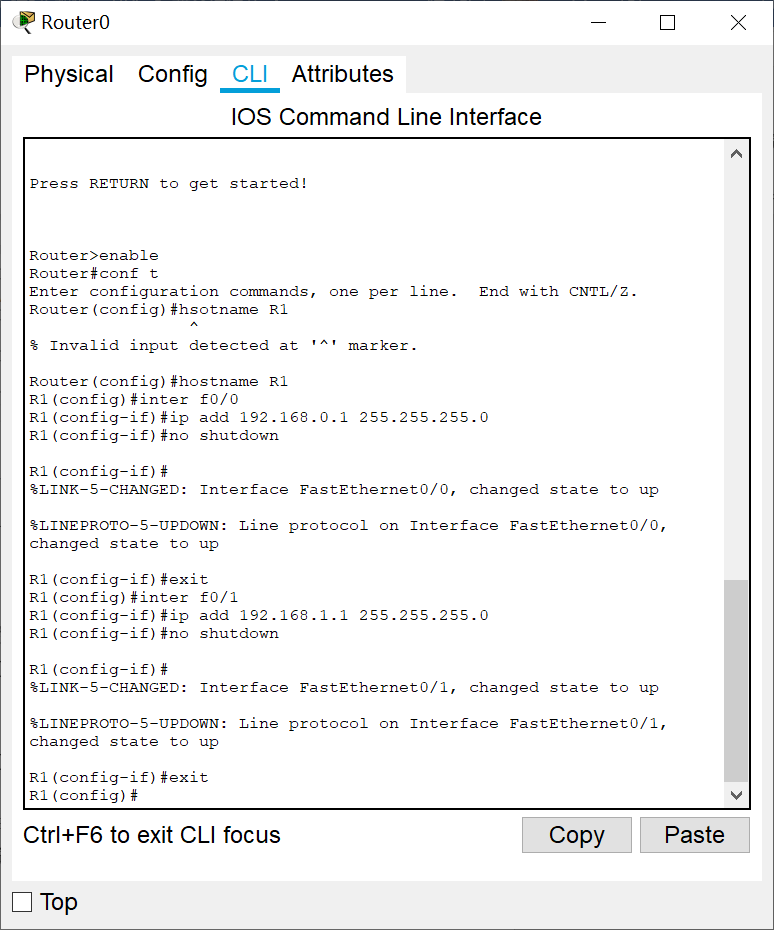 Router0
Physical Config CLI Attributes
IOS Command Line Interface
Press RETURN to get started!
Router>enable
Router#conf t
Enter configuration commands, one per line.  End with CNTL/Z.
Router(config)#hsotname R1
^
% Invalid input detected at '^' marker.
Router(config)#hostname R1
R1(config)#inter f0/0
R1(config-if)#ip add 192.168.0.1 255.255.255.0
R1(config-if)#no shutdown
R1(config-if)#
%LINK-5-CHANGED: Interface FastEthernet0/0, changed state to up
%LINEPROTO-5-UPDOWN: Line protocol on Interface FastEthernet0/0,
changed state to up
R1(config-if)#exit
R1(config)#inter f0/1
R1(config-if)#ip add 192.168.1.1 255.255.255.0
R1(config-if)#no shutdown
R1(config-if)#
%LINK-5-CHANGED: Interface FastEthernet0/1, changed state to up
%LINEPROTO-5-UPDOWN: Line protocol on Interface FastEthernet0/1,
changed state to up
R1(config-if)#exit
R1(config)#
Ctrl+F6 to exit CLI focus Copy Paste
Top